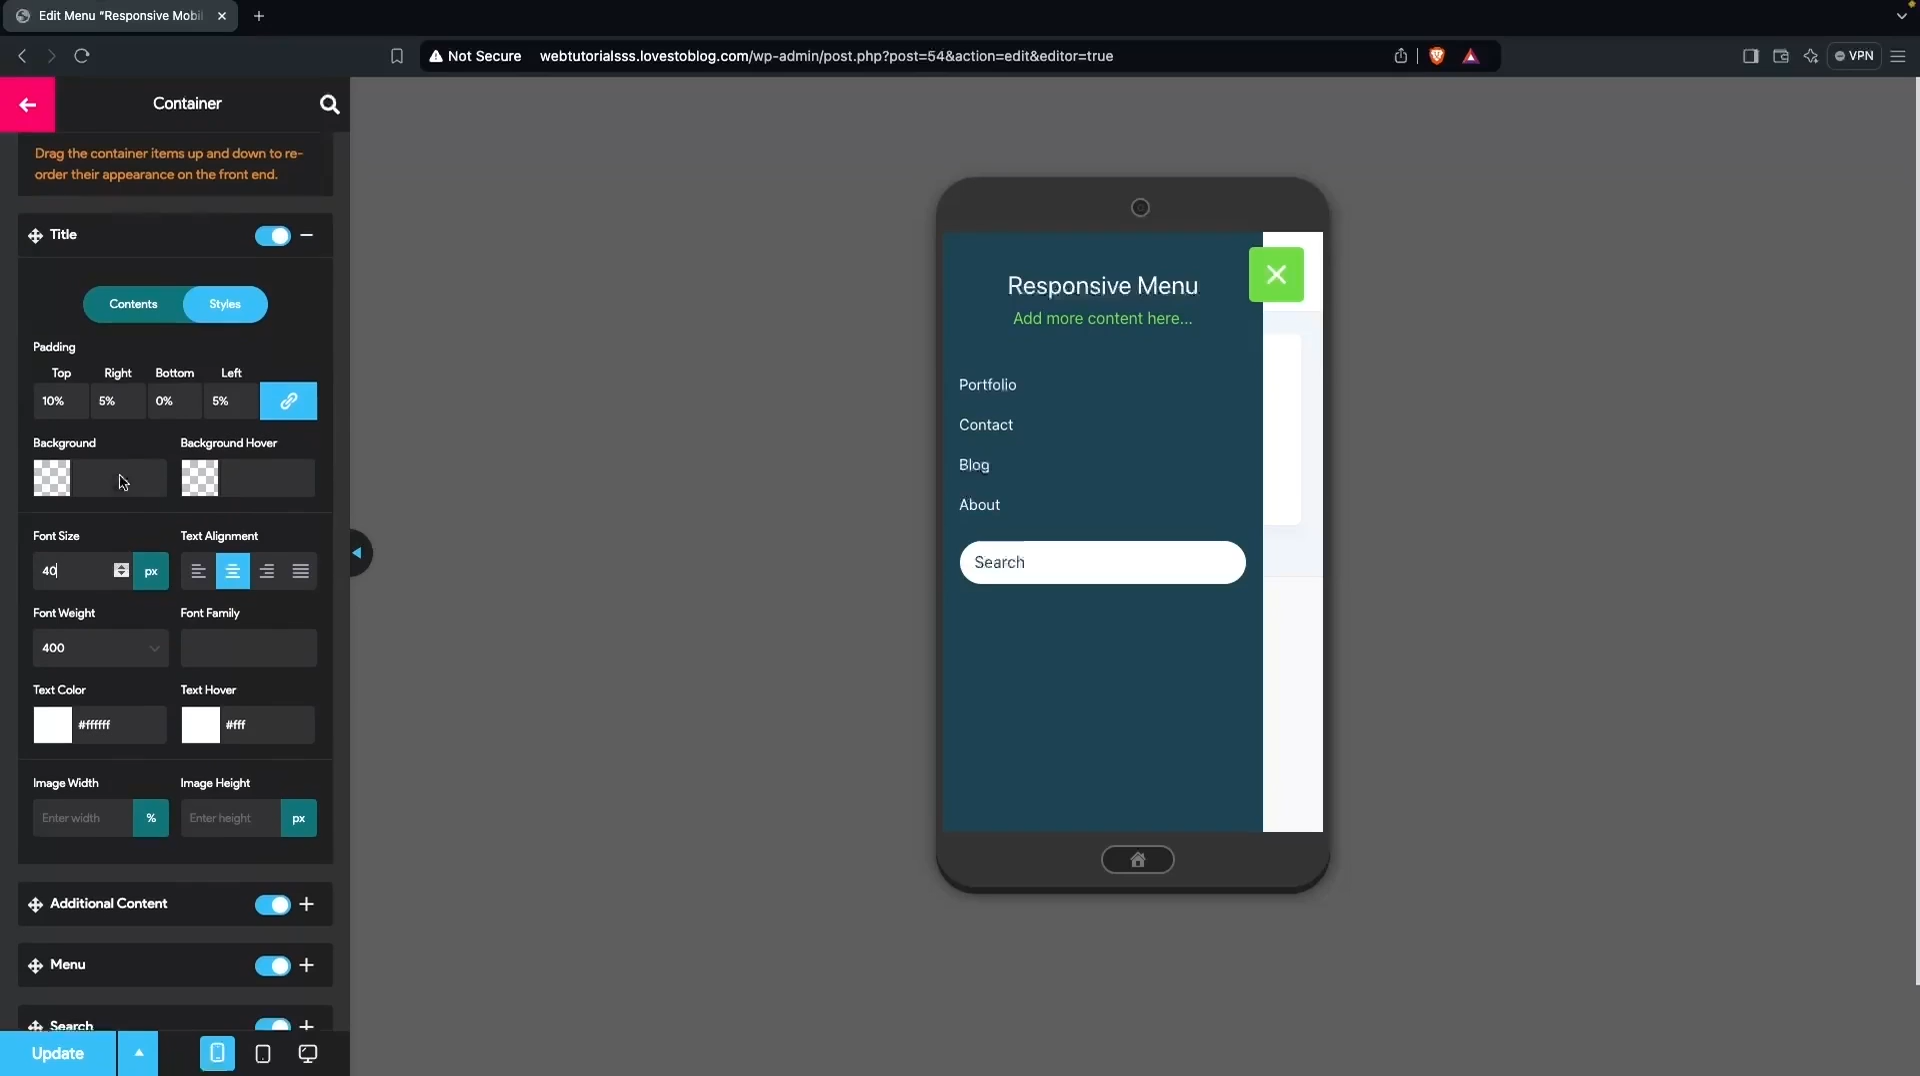 Edit Menu “Responsive Mobil
Not Secure
webtutorialsss.lovestoblog.com/wp-admin/post.php?post=54&action=edit&editor=true
VPN
Container
Drag the container items up and down to re-
order their appearance on the front end.
Title
Contents
Styles
Padding
Top
Right
Bottom
Left
10%
5%
0%
5%
Background
Background Hover
Font Size
Text Alignment
40
px
Font Weight
Font Family
400
Text Color
Text Hover
#ffffff
#fff
Image Width
Image Height
Enter width
%
Enter height
px
Additional Content
Menu
Search
Update
Responsive Menu
Add more content here...
Portfolio
Contact
Blog
About
Search